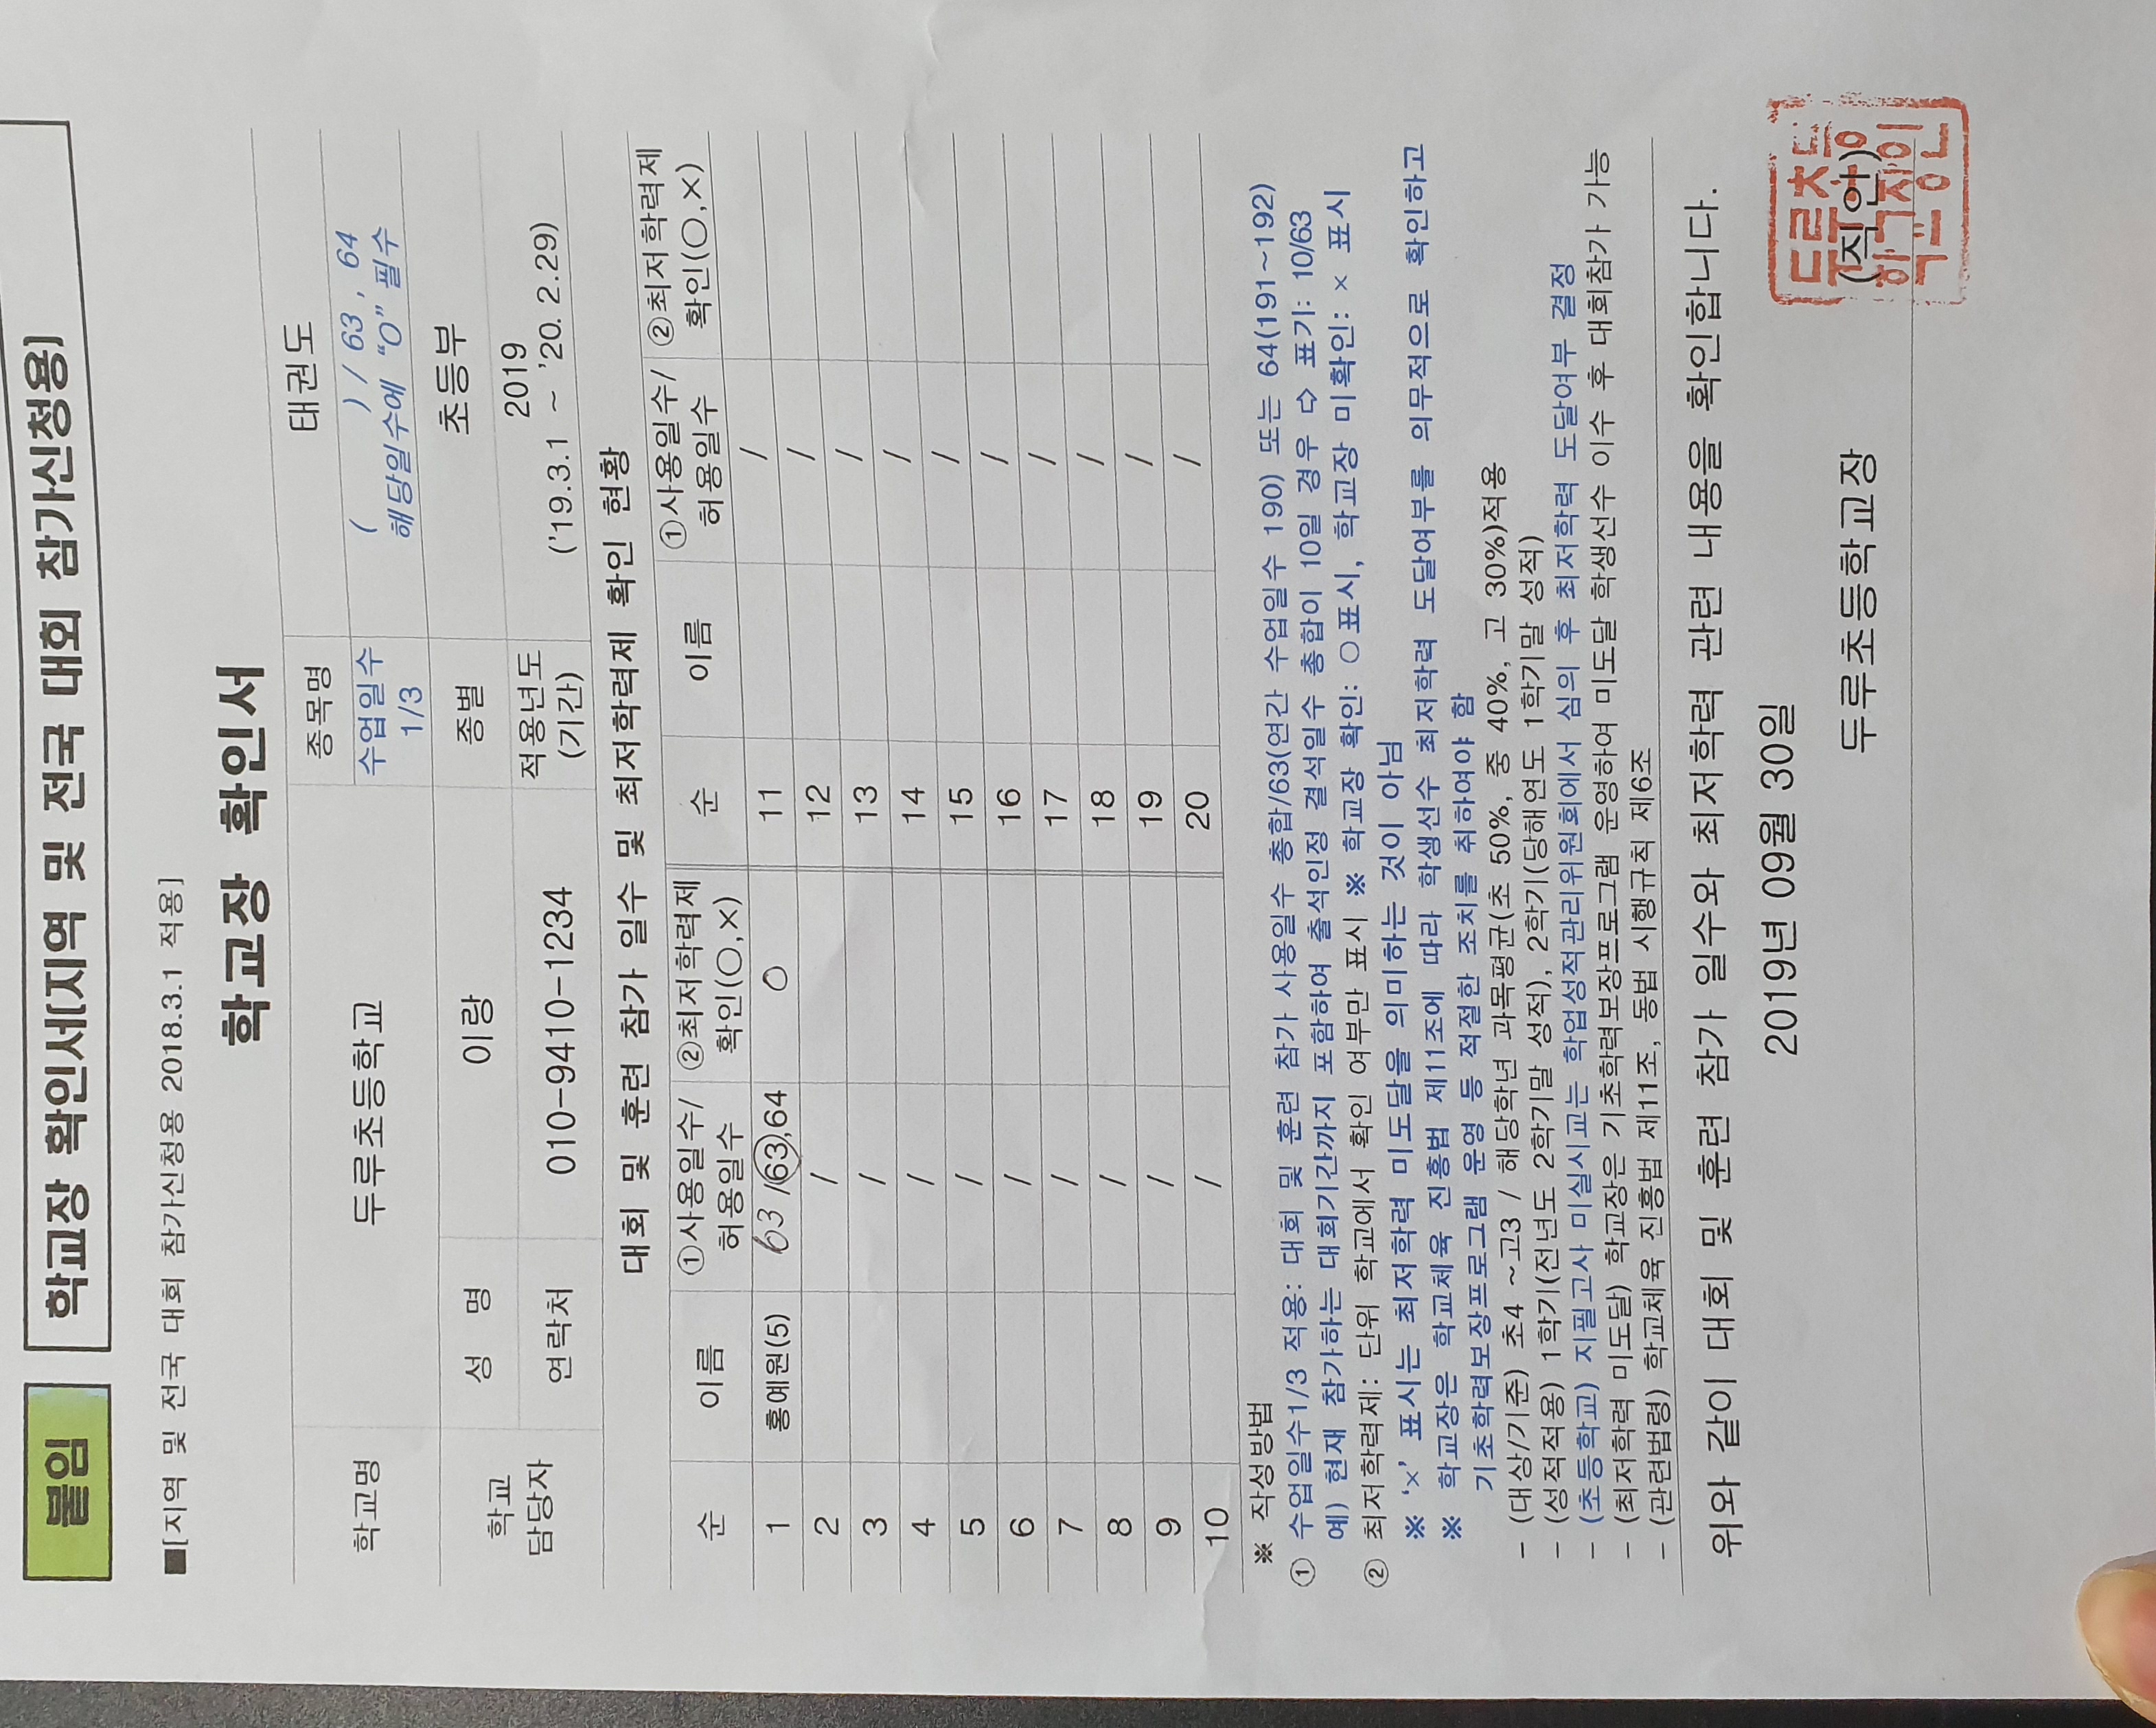 붙임
학교장 확인서[지역 및 전국 대회 참가신청용]
■[지역 및 전국 대회 참가신청용 2018.3.1 적용]
학교장 확인서
학교명 두루초등학교 종목명 태권도
수업일수 1/3 ( ) / 63 , 64
해당일수에 “O” 필수
학교 담당자 성 명 이랑 종별 초등부
연락처 010-9410-1234 적용년도 (기간) 2019
('19.3.1 ~ '20. 2.29)
대회 및 훈련 참가 일수 및 최저학력제 확인 현황
순 이름 ①사용일수/허용일수 ②최저학력제 확인(○,×) 순 이름 ①사용일수/허용일수 ②최저학력제 확인(○,×)
1 홍예원(5) 63 /63,64 ○ 11 /
2 / 12 /
3 / 13 /
4 / 14 /
5 / 15 /
6 / 16 /
7 / 17 /
8 / 18 /
9 / 19 /
10 / 20 /
※ 작성방법
① 수업일수1/3 적용: 대회 및 훈련 참가 사용일수 총합/63(연간 수업일수 190) 또는 64(191~192)
예) 현재 참가하는 대회기간까지 포함하여 출석인정 결석일수 총합이 10일 경우 ⇨ 표기: 10/63
② 최저학력제: 단위 학교에서 확인 여부만 표시 ※ 학교장 확인: ○표시, 학교장 미확인: × 표시
※ '×' 표시는 최저학력 미도달을 의미하는 것이 아님
※ 학교장은 학교체육 진흥법 제11조에 따라 학생선수 최저학력 도달여부를 의무적으로 확인하고
기초학력보장프로그램 운영 등 적절한 조치를 취하여야 함
- (대상/기준) 초4 ~고3 / 해당학년 과목평균(초 50%, 중 40%, 고 30%)적용
- (성적적용) 1학기(전년도 2학기말 성적), 2학기(당해연도 1학기말 성적)
- (초등학교) 지필고사 미실시교는 학업성적관리위원회에서 심의 후 최저학력 도달여부 결정
- (최저학력 미도달) 학교장은 기초학력보장프로그램 운영하여 미도달 학생선수 이수 후 대회참가 가능
- (관련법령) 학교체육 진흥법 제11조, 동법 시행규칙 제6조
위와 같이 대회 및 훈련 참가 일수와 최저학력 관련 내용을 확인합니다.
2019년 09월 30일
두루초등학교장 (직인)